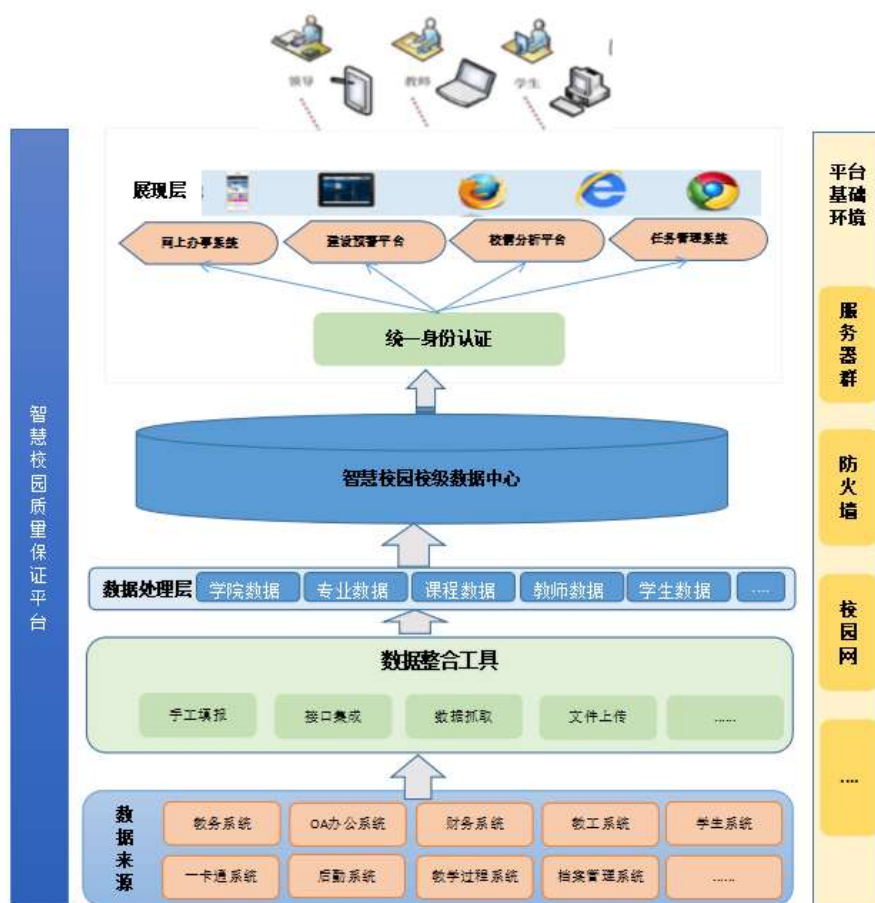 领导
教师
学生
展现层
网上办事系统
建设预警平台
校情分析平台
任务管理系统
统一身份认证
智慧校园校级数据中心
数据处理层
学院数据
专业数据
课程数据
教师数据
学生数据
....
数据整合工具
手工填报
接口集成
数据抓取
文件上传
......
数据来源
教务系统
OA办公系统
财务系统
教工系统
学生系统
一卡通系统
后勤系统
教学过程系统
档案管理系统
......
智慧校园质量保证平台
平台
基础
环境
服务器群
防火墙
校园网
....